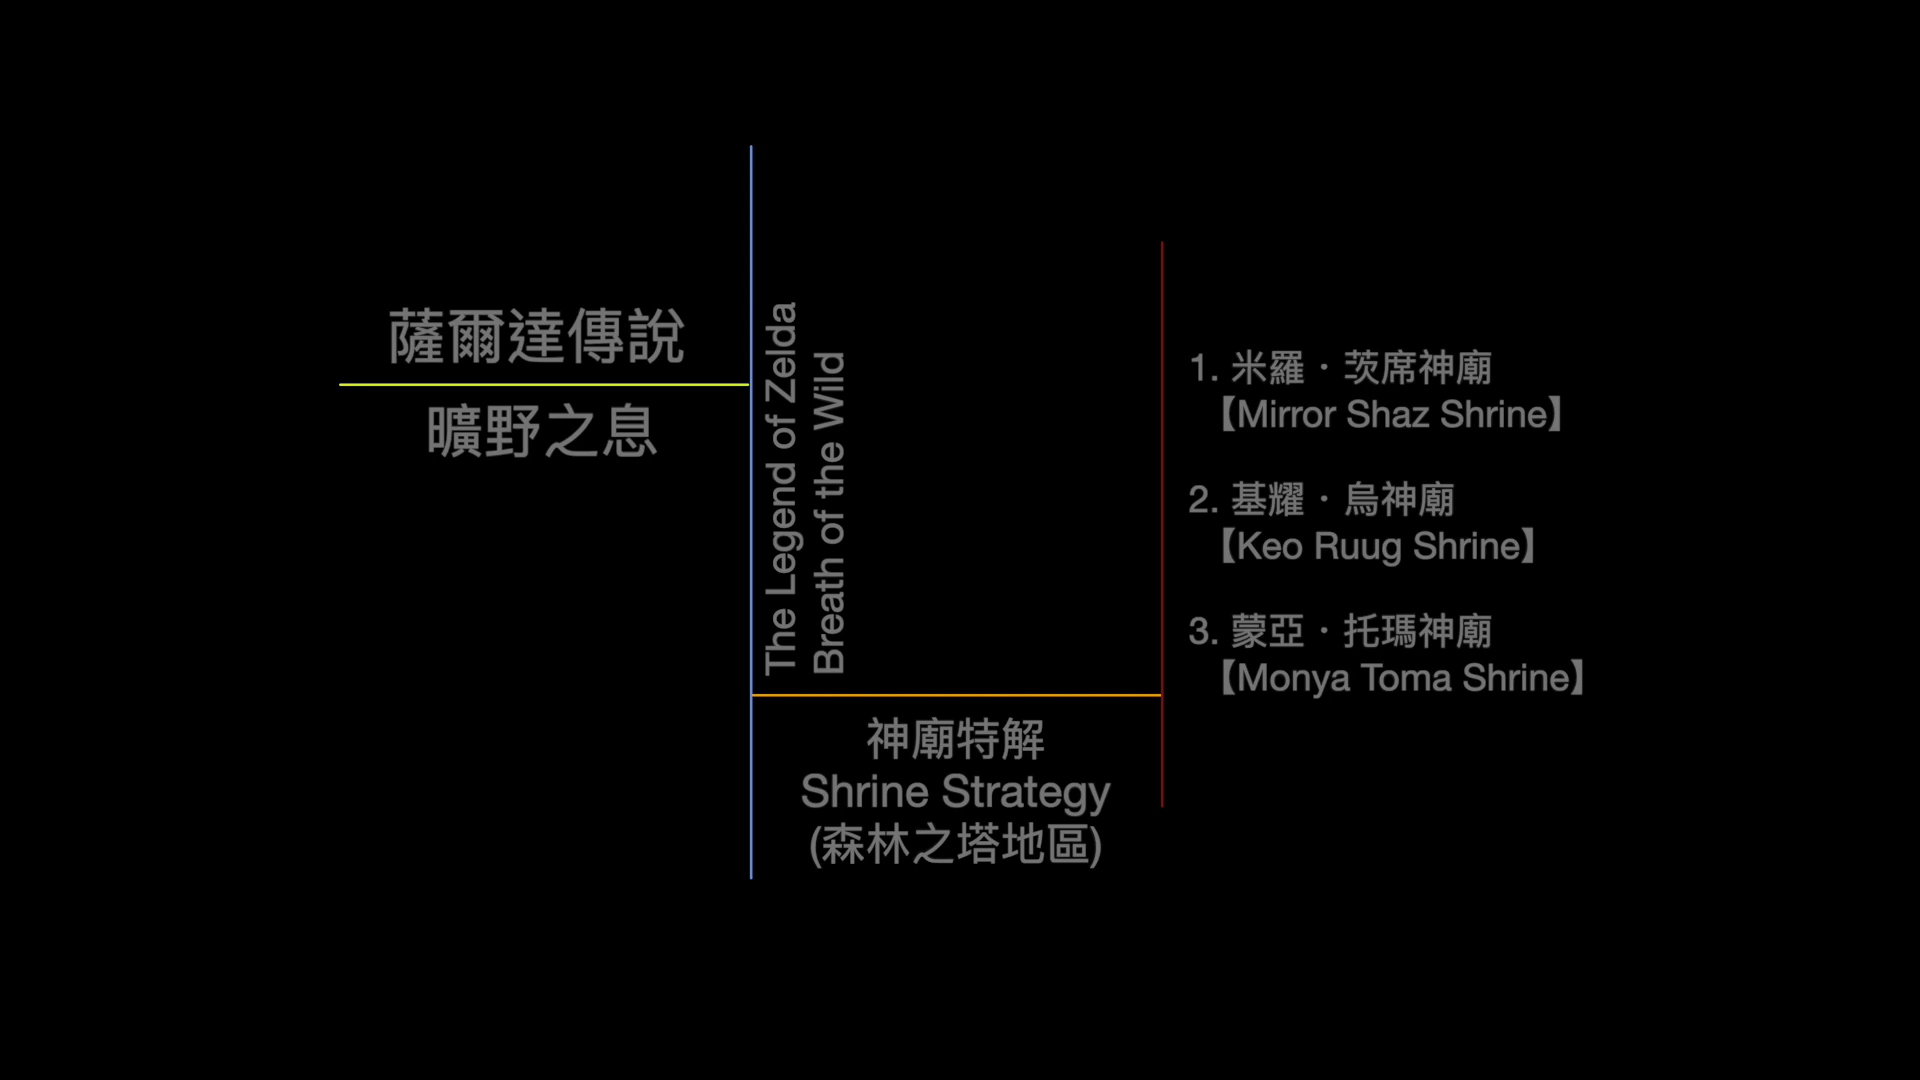 薩爾達傳說
曠野之息
The Legend of Zelda
Breath of the Wild
神廟特解
Shrine Strategy
(森林之塔地區)
1. 米羅・茨席神廟
【Mirror Shaz Shrine】
2. 基耀・烏神廟
【Keo Ruug Shrine】
3. 蒙亞・托瑪神廟
【Monya Toma Shrine】